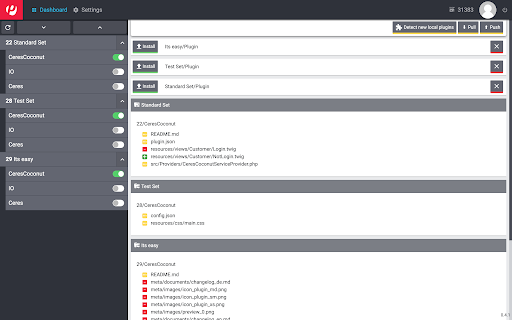 Dashboard Settings 31383
Detect new local plugins Pull Push
22 Standard Set
CeresCoconut
IO
Ceres
28 Test Set
CeresCoconut
IO
Ceres
29 Its easy
CeresCoconut
IO
Ceres
Install Its easy/Plugin
Install Test Set/Plugin
Install Standard Set/Plugin
Standard Set
22/CeresCoconut
README.md
plugin.json
resources/views/Customer/Login.twig
resources/views/Customer/NotLogin.twig
src/Providers/CeresCoconutServiceProvider.php
Test Set
28/CeresCoconut
config.json
resources/css/main.css
Its easy
29/CeresCoconut
README.md
meta/documents/changelog_de.md
meta/images/icon_plugin_md.png
meta/images/icon_plugin_sm.png
meta/images/icon_plugin_xs.png
meta/images/preview_0.png
meta/documents/changelog_en.md